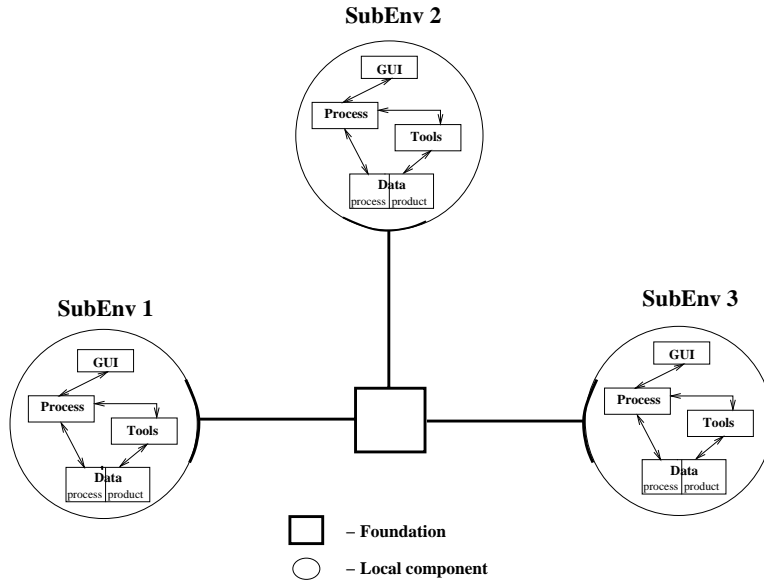 SubEnv 2
GUI
Process
Tools
Data
process product
SubEnv 1
GUI
Process
Tools
Data
process product
SubEnv 3
GUI
Process
Tools
Data
process product
– Foundation
– Local component